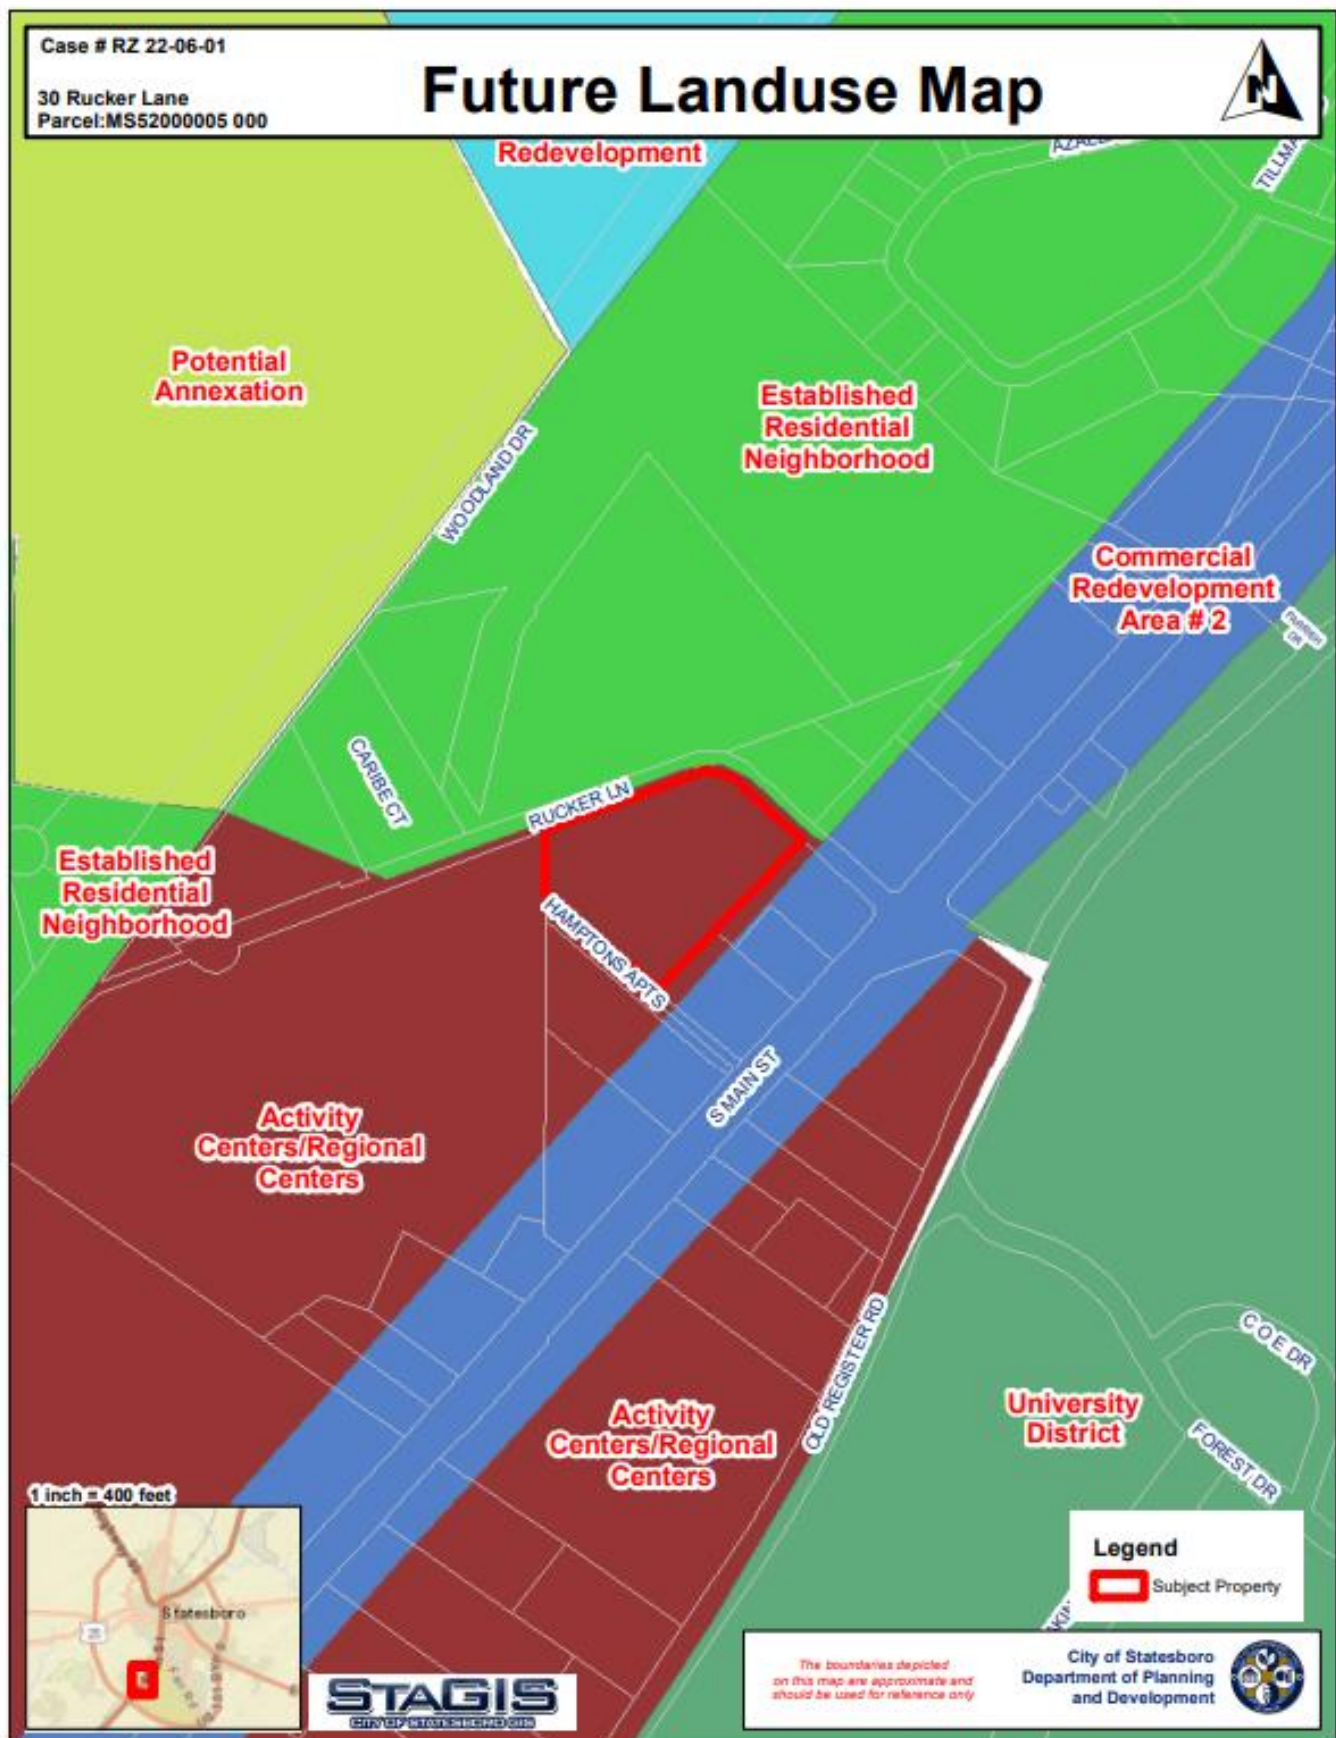 Case # RZ 22-06-01
30 Rucker Lane
Parcel:MS52000005 000
Future Landuse Map
N
Redevelopment
Potential
Annexation
WOODLAND DR
Established
Residential
Neighborhood
Commercial
Redevelopment
Area # 2
CARIBE CT
RUCKER LN
Established
Residential
Neighborhood
HAMPTONS APTS
S MAIN ST
Activity
Centers/Regional
Centers
OLD REGISTER RD
COE DR
FOREST DR
University
District
Activity
Centers/Regional
Centers
1 inch = 400 feet
Statesboro
Legend
Subject Property
STAGIS
CITY OF STATESBORO GIS
The boundaries depicted
on this map are approximate and
should be used for reference only
City of Statesboro
Department of Planning
and Development